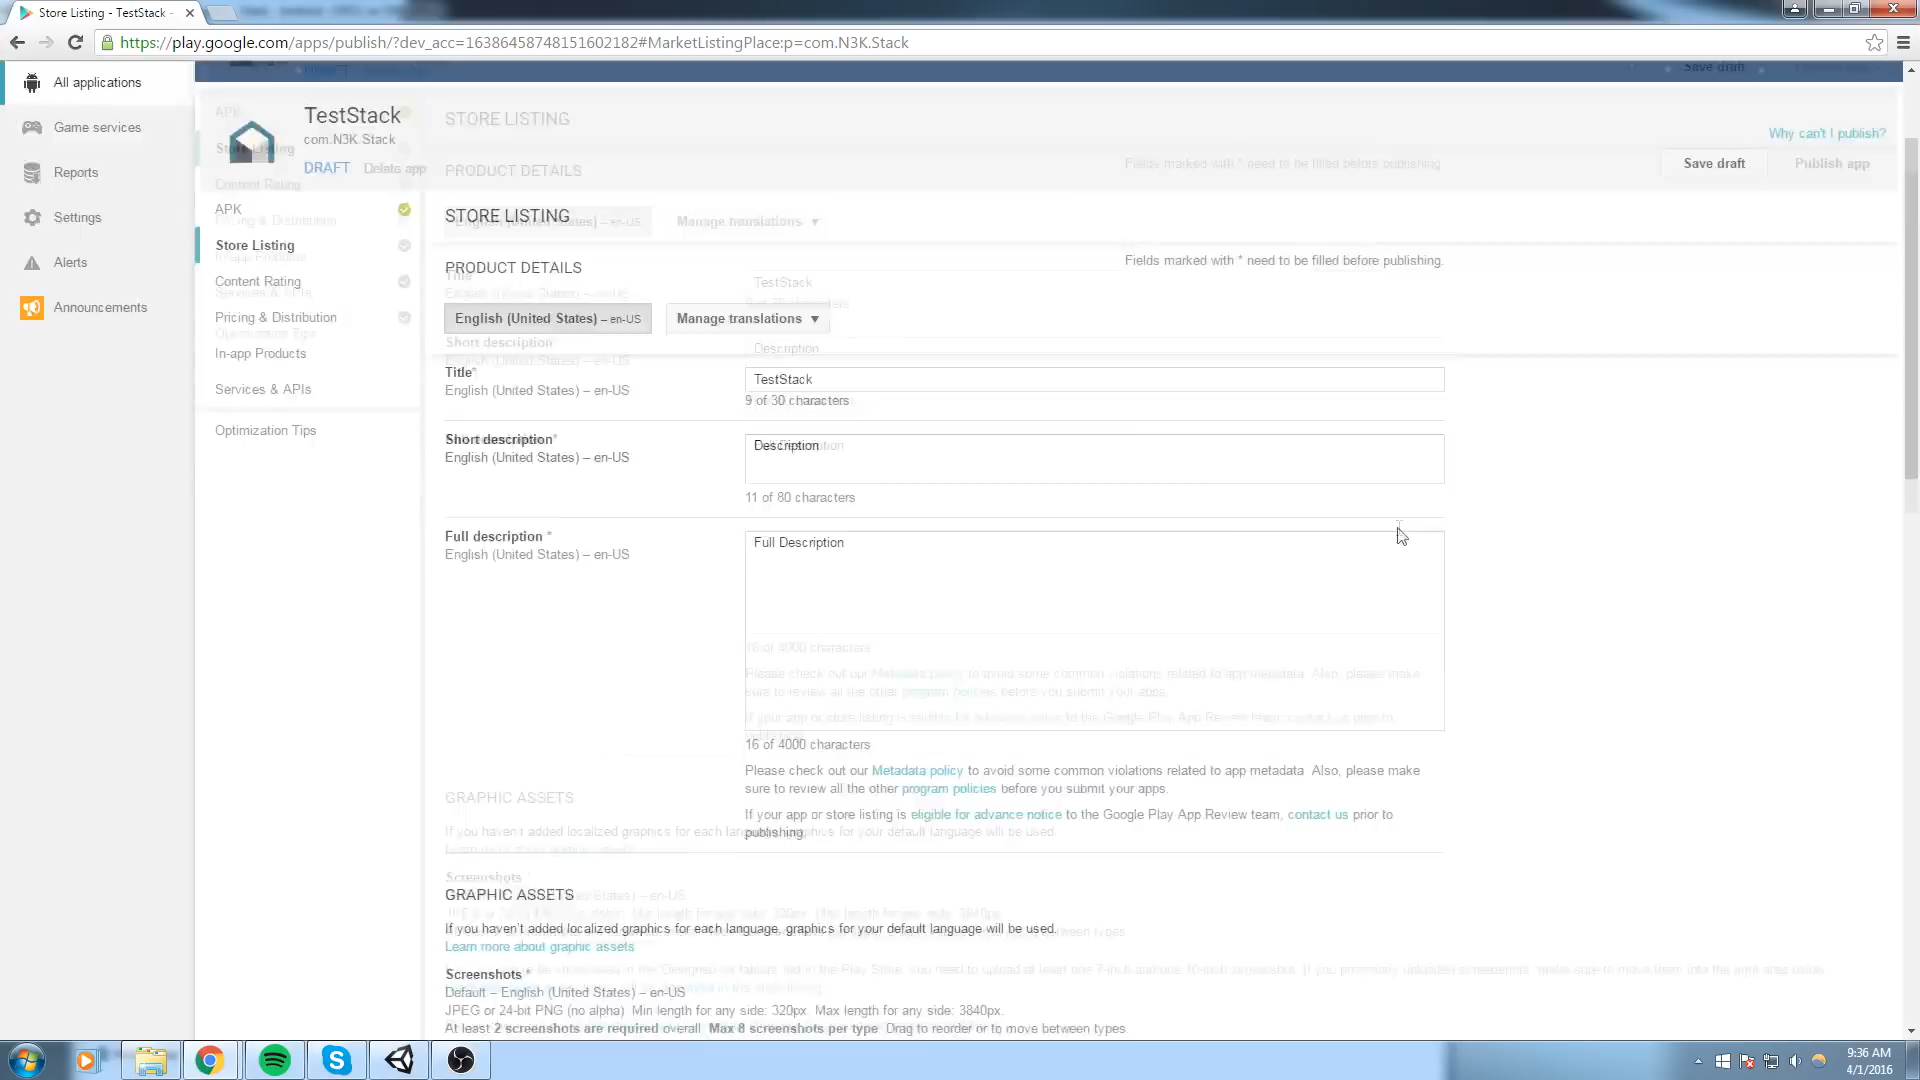 Store Listing - TestStack -
https://play.google.com/apps/publish/?dev_acc=16386458748151602182#MarketListingPlace:p=com.N3K.Stack
All applications
Game services
Reports
Settings
Alerts
Announcements
TestStack
com.N3K.Stack
DRAFT Delete app
Why can't I publish?
Save draft
Publish app
APK
Store Listing
Content Rating
Pricing & Distribution
In-app Products
Services & APIs
Optimization Tips
STORE LISTING
PRODUCT DETAILS
Fields marked with * need to be filled before publishing.
English (United States) – en-US
Manage translations ▼
Title*
English (United States) – en-US
TestStack
9 of 30 characters
Short description*
English (United States) – en-US
Description
11 of 80 characters
Full description *
English (United States) – en-US
Full Description
16 of 4000 characters
Please check out our Metadata policy to avoid some common violations related to app metadata. Also, please make
sure to review all the other program policies before you submit your apps.
If your app or store listing is eligible for advance notice to the Google Play App Review team, contact us prior to
publishing.
GRAPHIC ASSETS
If you haven't added localized graphics for each language, graphics for your default language will be used.
Learn more about graphic assets
Screenshots *
Default – English (United States) – en-US
JPEG or 24-bit PNG (no alpha). Min length for any side: 320px. Max length for any side: 3840px.
At least 2 screenshots are required overall. Max 8 screenshots per type. Drag to reorder or to move between types.
9:36 AM
4/1/2016